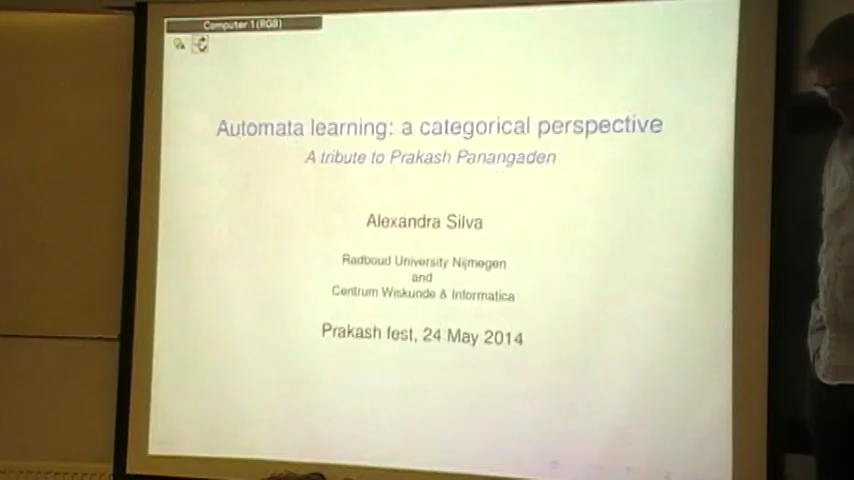 Computer 1(RGB)
Automata learning: a categorical perspective
A tribute to Prakash Panangaden
Alexandra Silva
Radboud University Nijmegen
and
Centrum Wiskunde & Informatica
Prakash fest, 24 May 2014